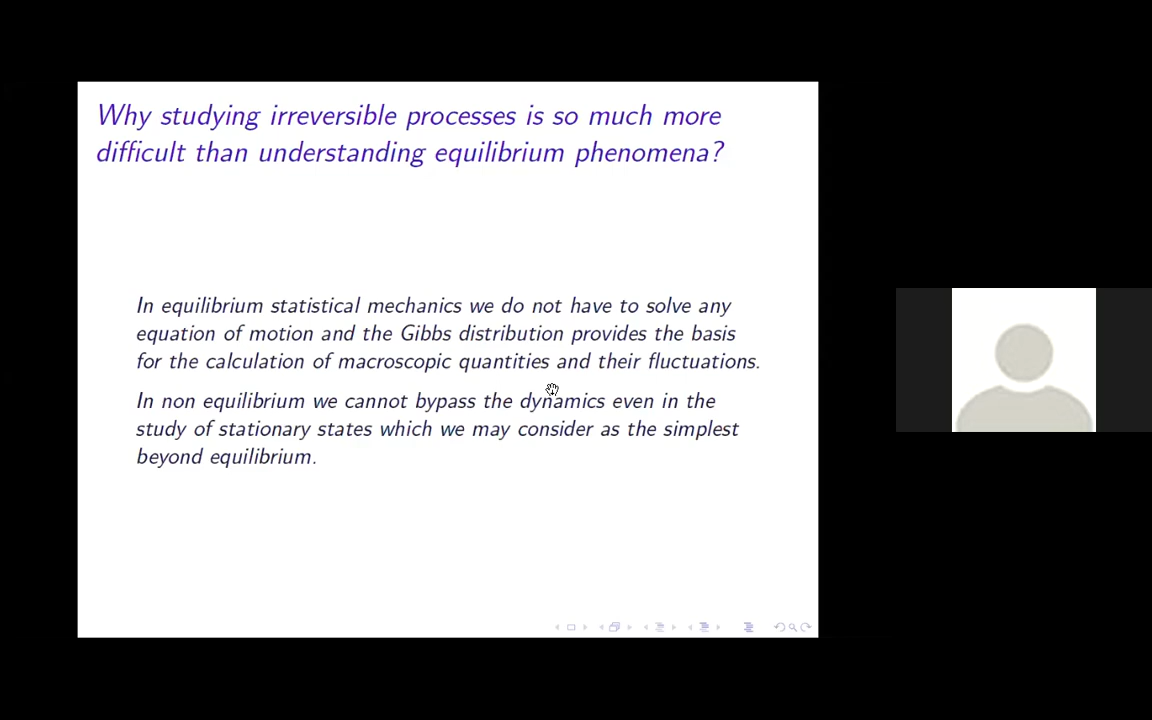 Why studying irreversible processes is so much more
difficult than understanding equilibrium phenomena?
In equilibrium statistical mechanics we do not have to solve any
equation of motion and the Gibbs distribution provides the basis
for the calculation of macroscopic quantities and their fluctuations.
In non equilibrium we cannot bypass the dynamics even in the
study of stationary states which we may consider as the simplest
beyond equilibrium.